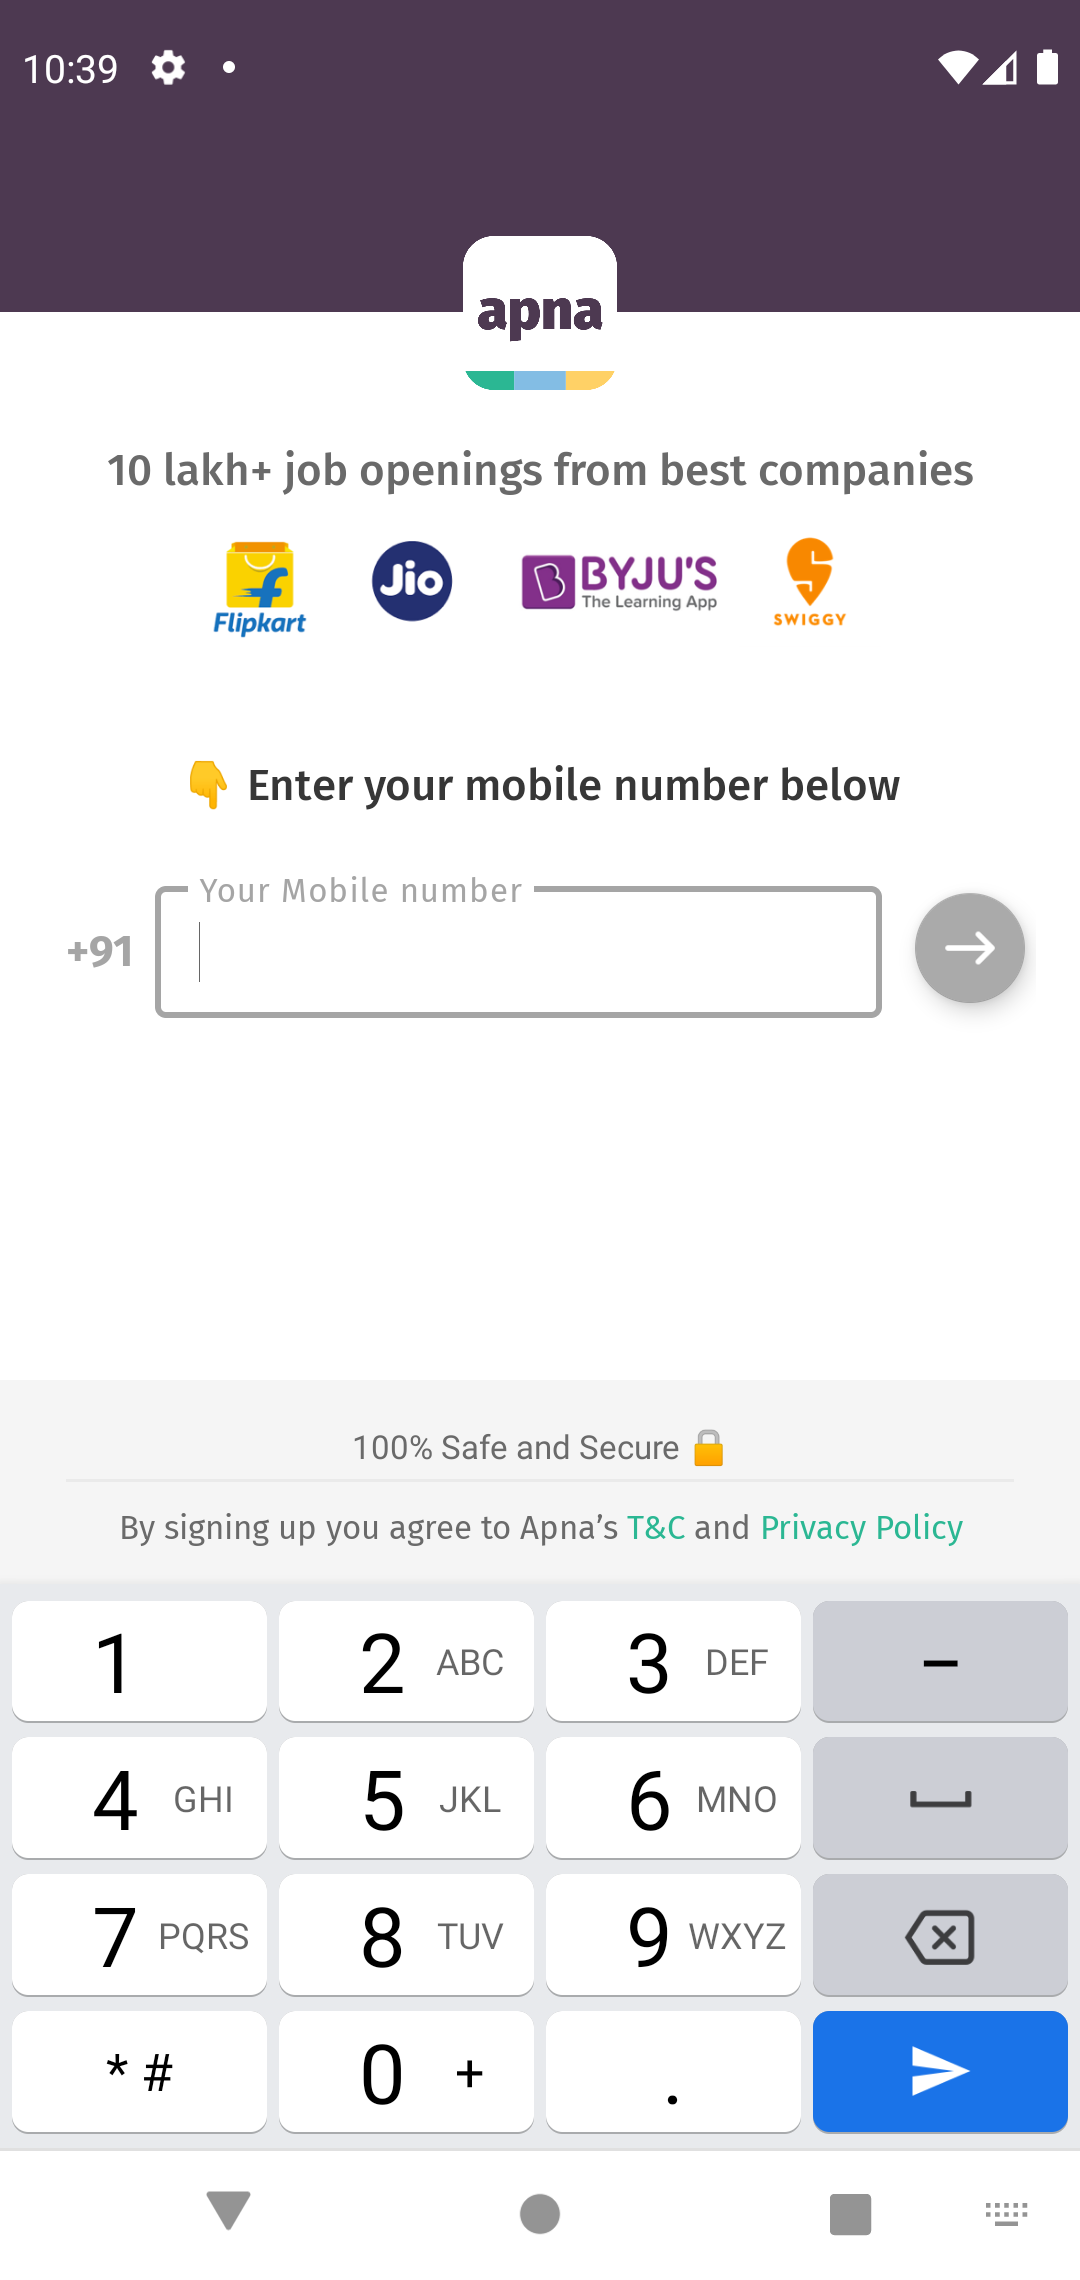 10:39
apna
10 lakh+ job openings from best companies
Flipkart
Jio
BYJU'S
The Learning App
SWIGGY
👇 Enter your mobile number below
Your Mobile number
+91
100% Safe and Secure 🔒
By signing up you agree to Apna's T&C and Privacy Policy
1
2 ABC
3 DEF
–
4 GHI
5 JKL
6 MNO
7 PQRS
8 TUV
9 WXYZ
* #
0 +
.